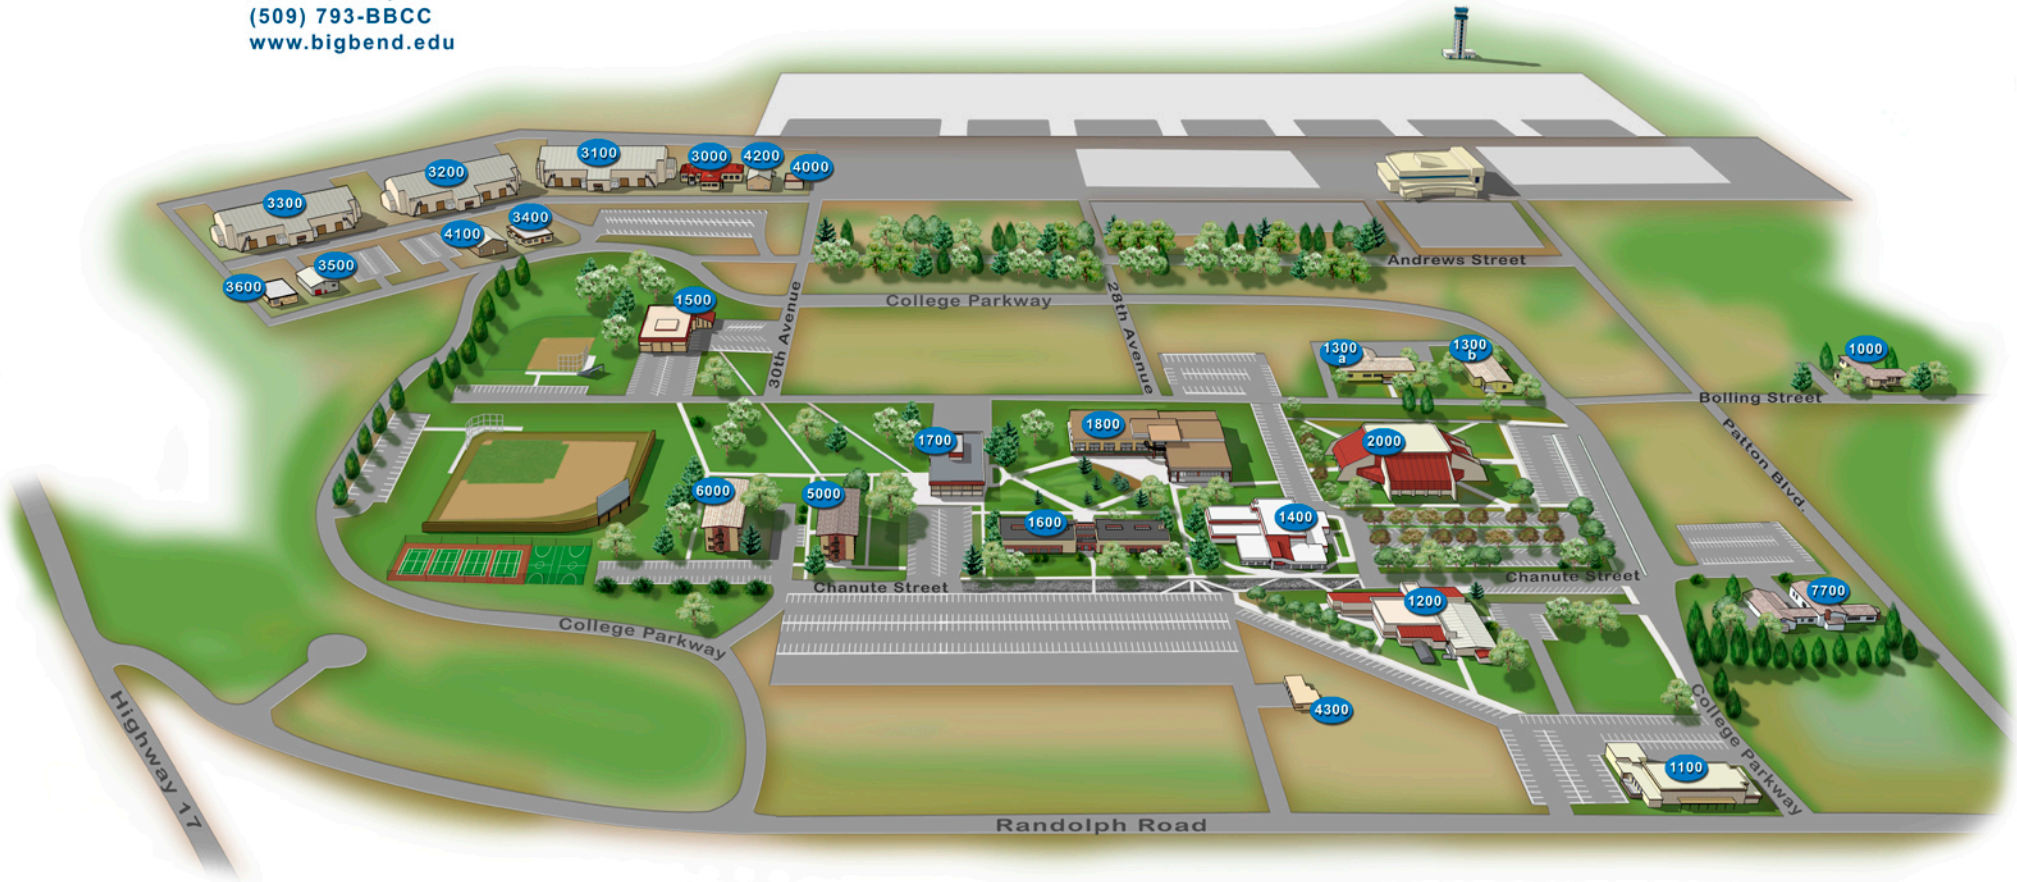 (509) 793-BBCC
www.bigbend.edu
3100
3000
4200
4000
3200
3300
3400
4100
3500
3600
Andrews Street
1500
College Parkway
30th Avenue
28th Avenue
1300
a
1300
b
1000
Bolling Street
1800
1700
2000
Patton Blvd.
6000
5000
1600
1400
Chanute Street
Chanute Street
1200
7700
College Parkway
4300
College Parkway
Highway 17
1100
Randolph Road